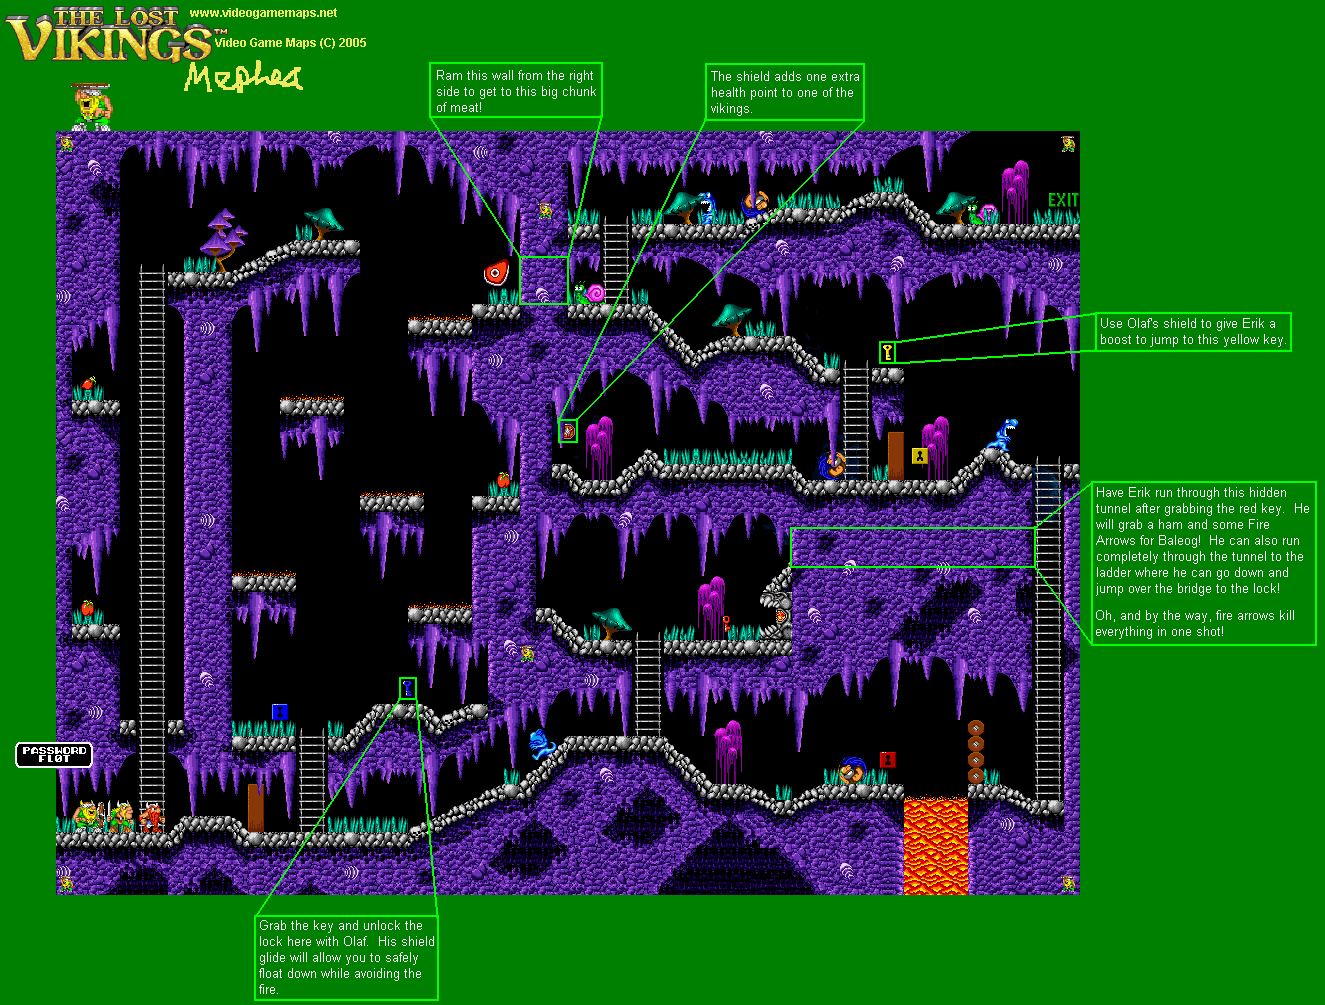 THE LOST
VIKINGS™
www.videogamemaps.net
Video Game Maps (C) 2005
Mephea
Ram this wall from the right
side to get to this big chunk
of meat!
The shield adds one extra
health point to one of the
vikings.
EXIT
Use Olaf's shield to give Erik a
boost to jump to this yellow key.
Have Erik run through this hidden
tunnel after grabbing the red key.  He
will grab a ham and some Fire
Arrows for Baleog!  He can also run
completely through the tunnel to the
ladder where he can go down and
jump over the bridge to the lock!
Oh, and by the way, fire arrows kill
everything in one shot!
PASSWORD
FL0T
Grab the key and unlock the
lock here with Olaf.  His shield
glide will allow you to safely
float down while avoiding the
fire.